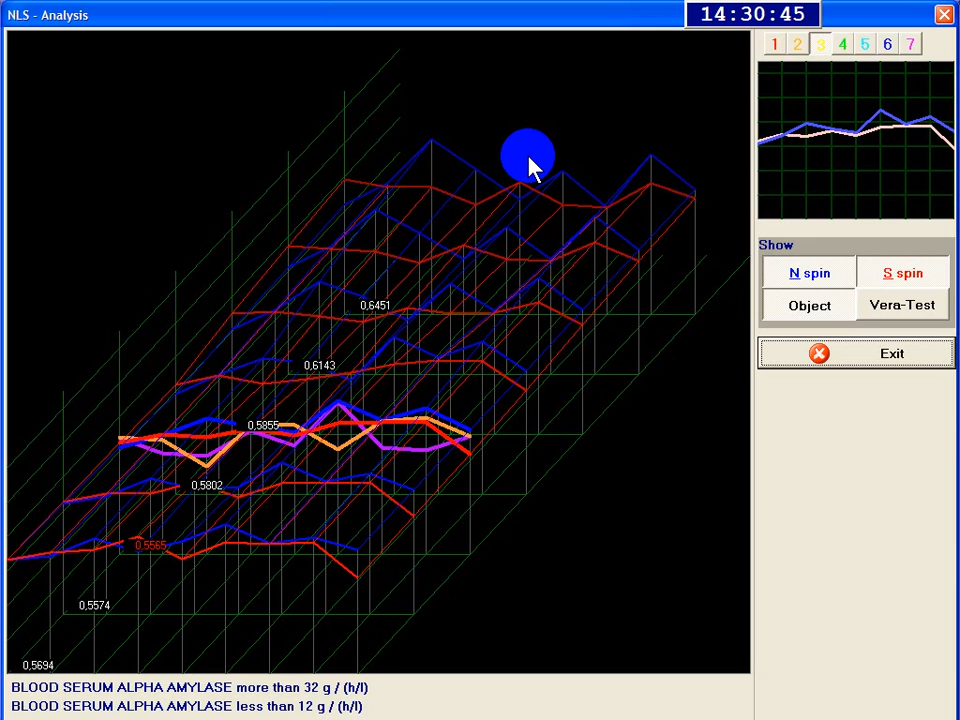 NLS - Analysis
14:30:45
1 2 3 4 5 6 7
Show
N spin
S spin
Object
Vera-Test
Exit
0,6451
0,6143
0,5855
0,5802
0,5565
0,5574
0,5694
BLOOD SERUM ALPHA AMYLASE more than 32 g / (h/l)
BLOOD SERUM ALPHA AMYLASE less than 12 g / (h/l)